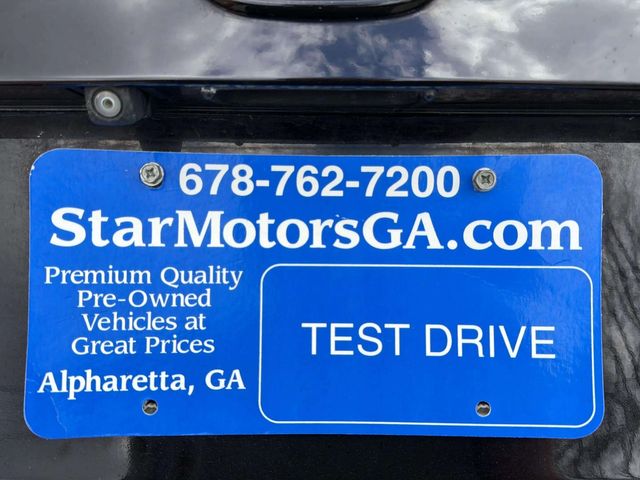 678-762-7200
StarMotorsGA.com
Premium Quality
Pre-Owned
Vehicles at
Great Prices
Alpharetta, GA
TEST DRIVE